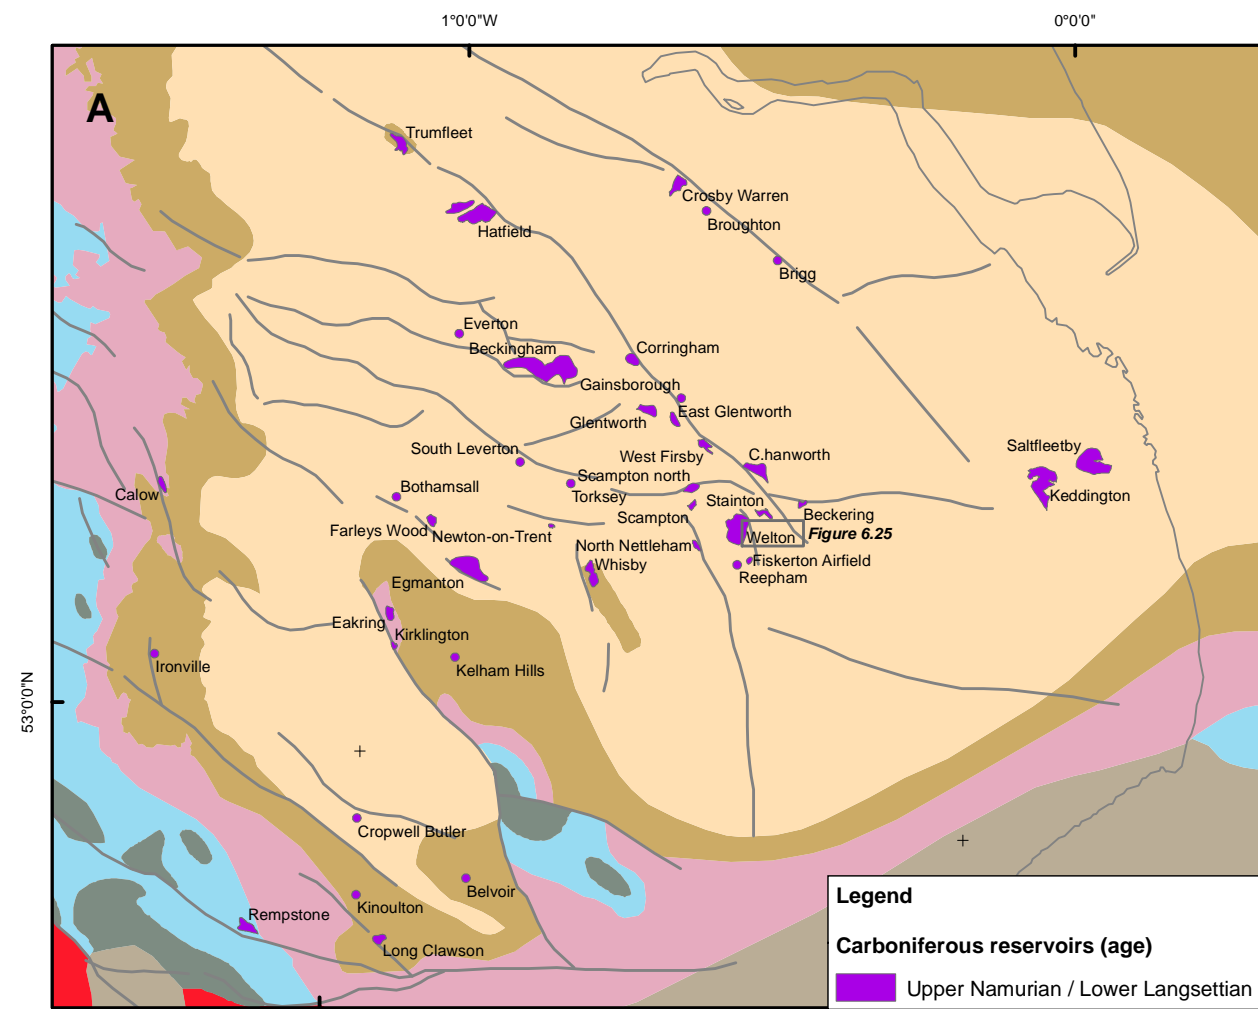 1°0'0"W
0°0'0"
A
Trumfleet
Crosby Warren
Broughton
Hatfield
Brigg
Everton
Beckingham
Corringham
Gainsborough
East Glentworth
Glentworth
South Leverton
West Firsby
C.hanworth
Saltfleetby
Scampton north
Bothamsall
Torksey
Stainton
Keddington
Calow
Beckering
Scampton
Farleys Wood
Newton-on-Trent
Welton
Figure 6.25
North Nettleham
Whisby
Fiskerton Airfield
Reepham
Egmanton
Eakring
Kirklington
Ironville
Kelham Hills
53°0'0"N
Cropwell Butler
Belvoir
Kinoulton
Rempstone
Long Clawson
Legend
Carboniferous reservoirs (age)
Upper Namurian / Lower Langsettian